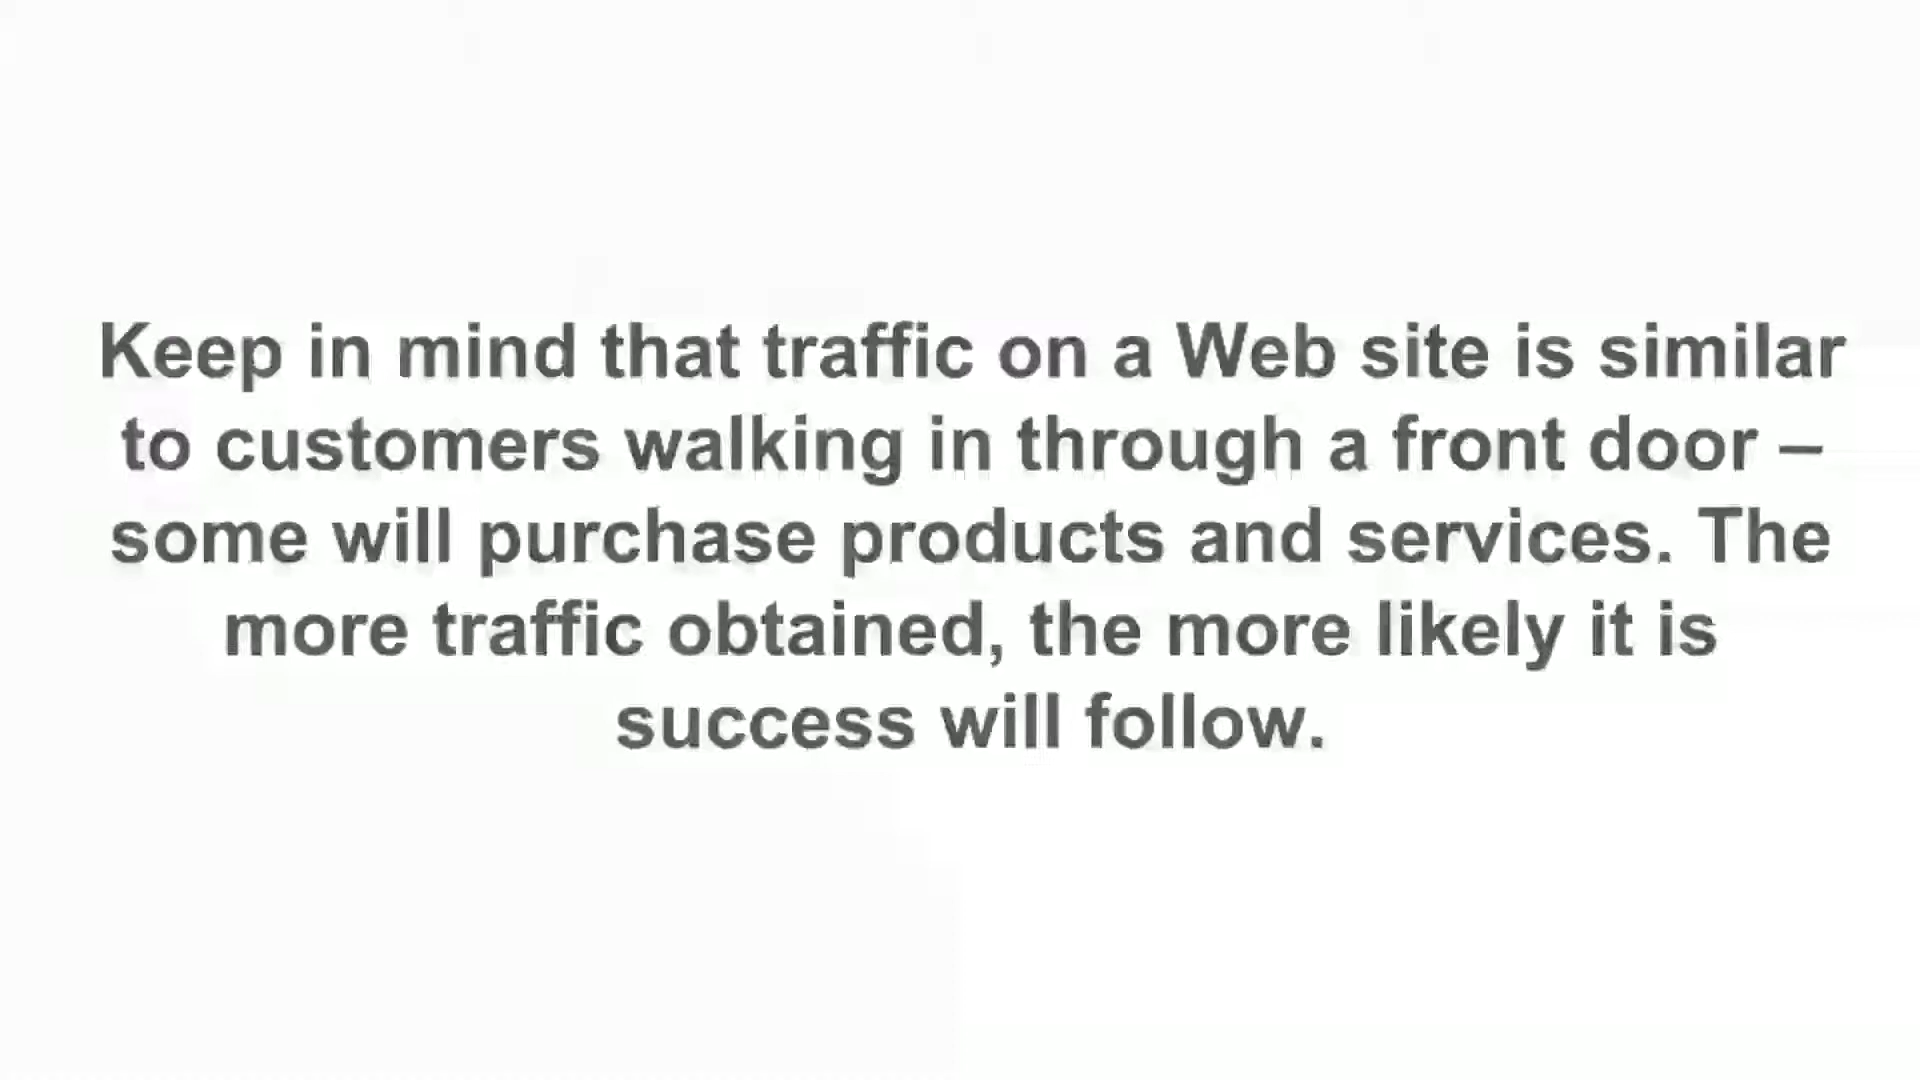 Keep in mind that traffic on a Web site is similar
to customers walking in through a front door –
some will purchase products and services. The
more traffic obtained, the more likely it is
success will follow.